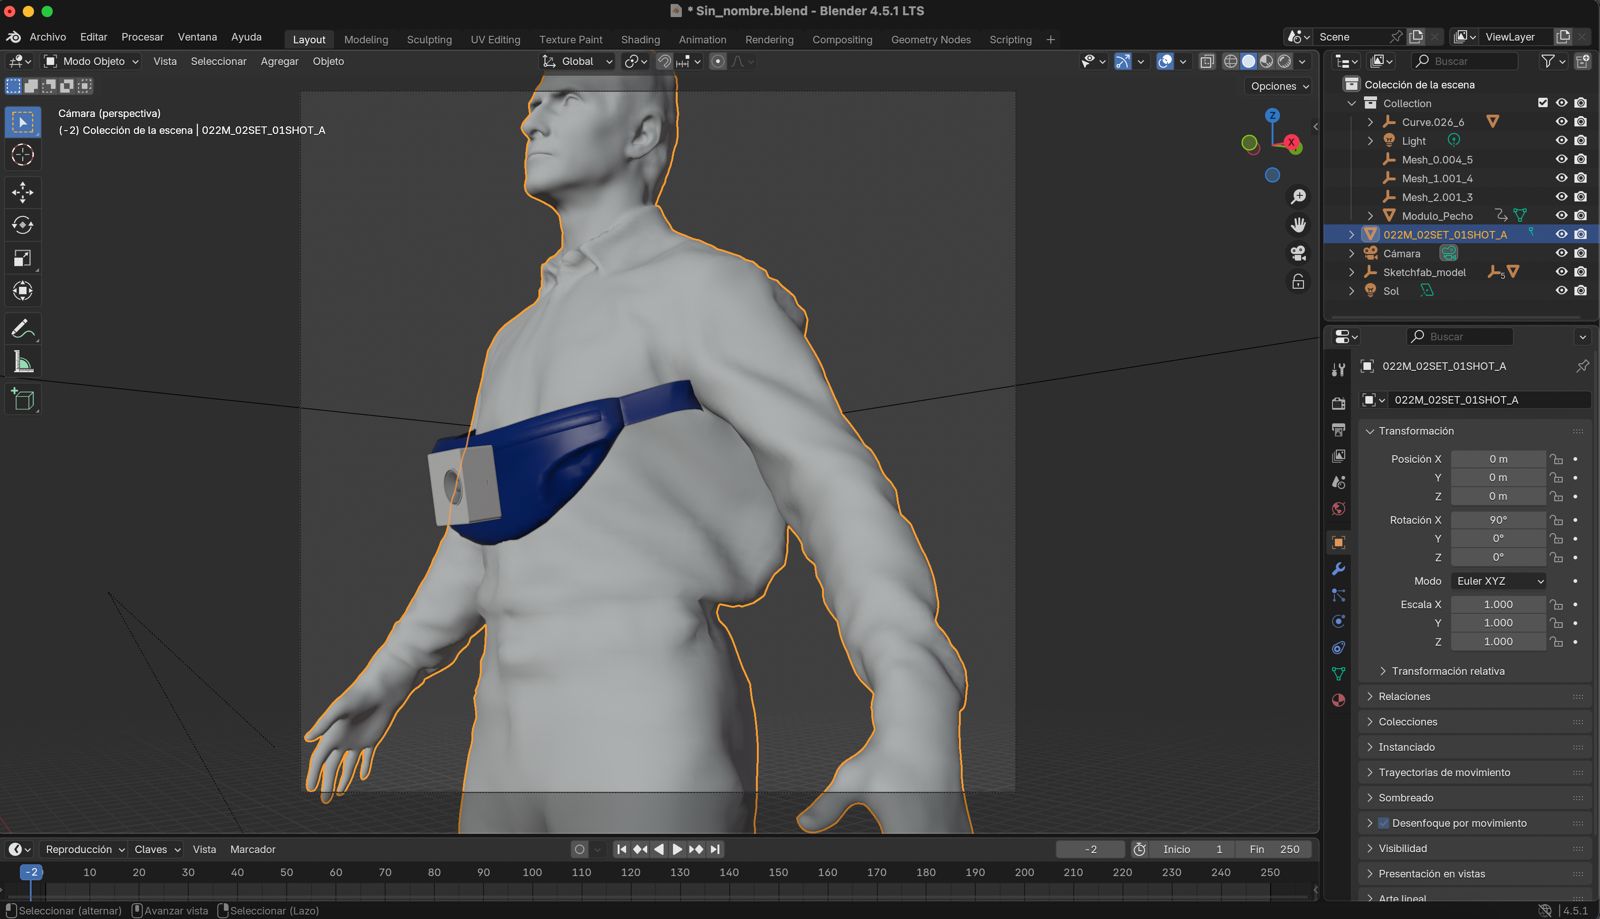 * Sin_nombre.blend - Blender 4.5.1 LTS
Archivo Editar Procesar Ventana Ayuda Layout Modeling Sculpting UV Editing Texture Paint Shading Animation Rendering Compositing Geometry Nodes Scripting + Scene ViewLayer
Modo Objeto Vista Seleccionar Agregar Objeto Global Buscar
Opciones
Cámara (perspectiva)
(-2) Colección de la escena | 022M_02SET_01SHOT_A
Z
X
Colección de la escena
Collection
Curve.026_6
Light
Mesh_0.004_5
Mesh_1.001_4
Mesh_2.001_3
Modulo_Pecho
022M_02SET_01SHOT_A
Cámara
Sketchfab_model 5
Sol
Buscar
022M_02SET_01SHOT_A
022M_02SET_01SHOT_A
Transformación
Posición X 0 m
Y 0 m
Z 0 m
Rotación X 90°
Y 0°
Z 0°
Modo Euler XYZ
Escala X 1.000
Y 1.000
Z 1.000
Transformación relativa
Relaciones
Colecciones
Instanciado
Trayectorias de movimiento
Sombreado
Desenfoque por movimiento
Visibilidad
Presentación en vistas
Arte lineal
Reproducción Claves Vista Marcador -2 Inicio 1 Fin 250
-2 10 20 30 40 50 60 70 80 90 100 110 120 130 140 150 160 170 180 190 200 210 220 230 240 250
Seleccionar (alternar) Avanzar vista Seleccionar (Lazo) 4.5.1